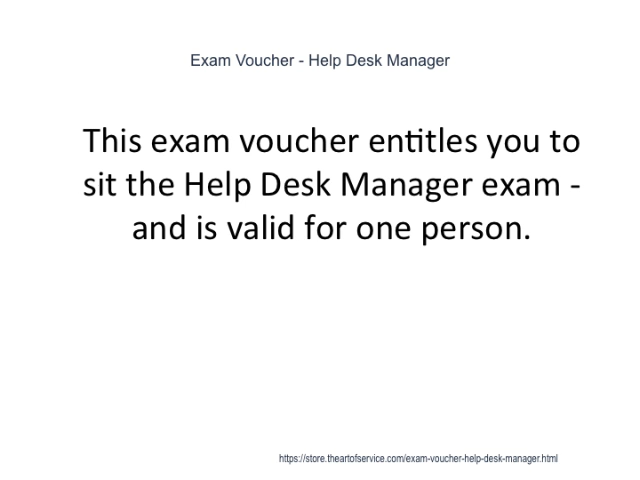 Exam Voucher - Help Desk Manager
This exam voucher entitles you to
sit the Help Desk Manager exam -
and is valid for one person.
https://store.theartofservice.com/exam-voucher-help-desk-manager.html